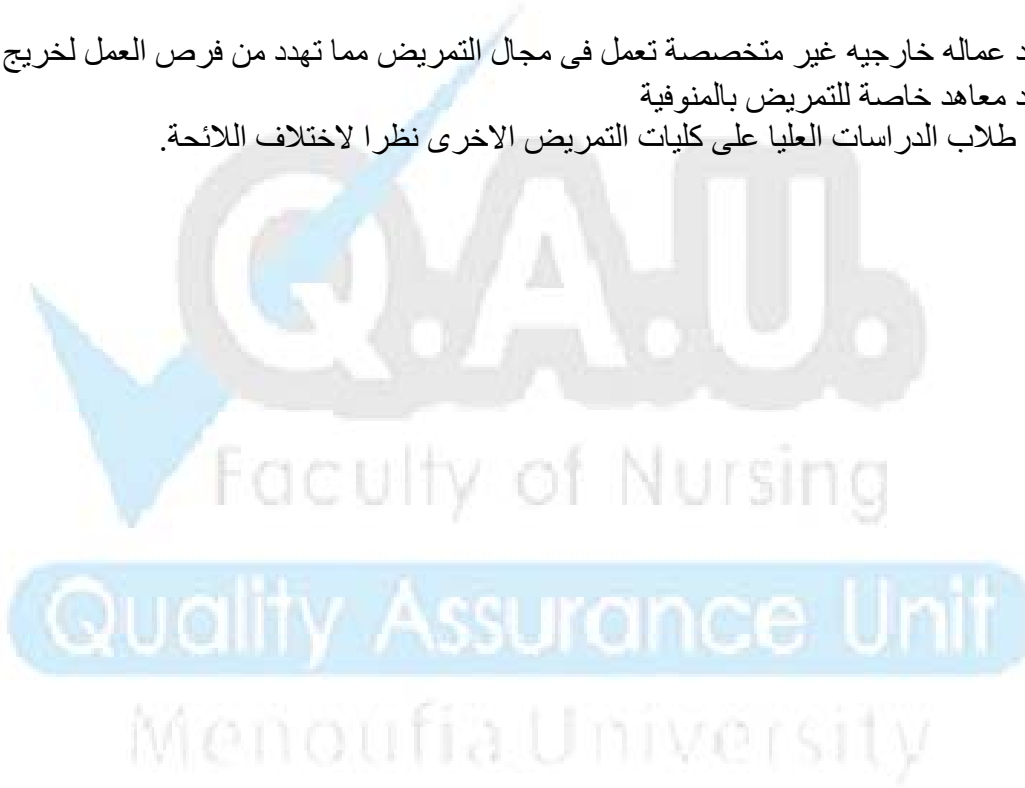 د عماله خارجيه غير متخصصة تعمل فى مجال التمريض مما تهدد من فرص العمل لخريج
د معاهد خاصة للتمريض بالمنوفية
طلاب الدراسات العليا على كليات التمريض الاخرى نظرا لاختلاف اللائحة.
Q.A.U.
Faculty of Nursing
Quality Assurance Unit
Menoufia University